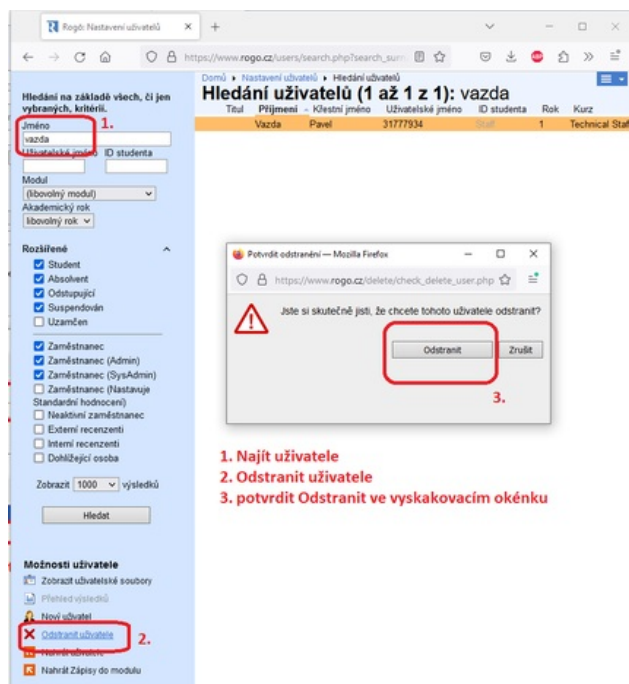 Rogō: Nastavení uživatelů
https://www.rogo.cz/users/search.php?search_surn
Domů Nastavení uživatelů Hledání uživatelů
Hledání uživatelů (1 až 1 z 1): vazda
Titul Příjmení Křestní jméno Uživatelské jméno ID studenta Rok Kurz
Vazda Pavel 31777934 Staff 1 Technical Staff
Hledání na základě všech, či jen
vybraných, kritérií.
Jméno
1.
vazda
Uživatelské jméno ID studenta
Modul
(libovolný modul)
Akademický rok
libovolný rok
Rozšířené
Student
Absolvent
Odstupující
Suspendován
Uzamčen
Zaměstnanec
Zaměstnanec (Admin)
Zaměstnanec (SysAdmin)
Zaměstnanec (Nastavuje
Standardní hodnocení)
Neaktivní zaměstnanec
Externí recenzenti
Interní recenzenti
Dohlížející osoba
Zobrazit 1000 výsledků
Hledat
Možnosti uživatele
Zobrazit uživatelské soubory
Přehled výsledků
Nový uživatel
Odstranit uživatele
2.
Nahrát uživatele
Nahrát Zápisy do modulu
Potvrdit odstranění — Mozilla Firefox
https://www.rogo.cz/delete/check_delete_user.php
Jste si skutečně jisti, že chcete tohoto uživatele odstranit?
Odstranit Zrušit
3.
1. Najít uživatele
2. Odstranit uživatele
3. potvrdit Odstranit ve vyskakovacím okénku